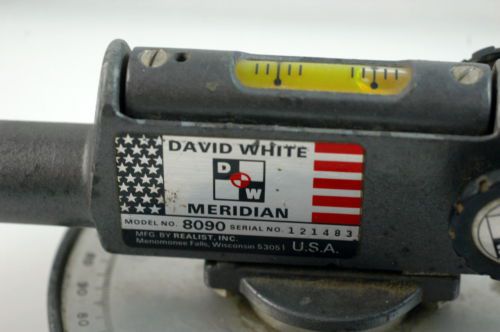 DAVID WHITE
D
W
MERIDIAN
MODEL NO. 8090 SERIAL NO. 121483
MFG. BY REALIST, INC.
Menomonee Falls, Wisconsin 53051 U.S.A.